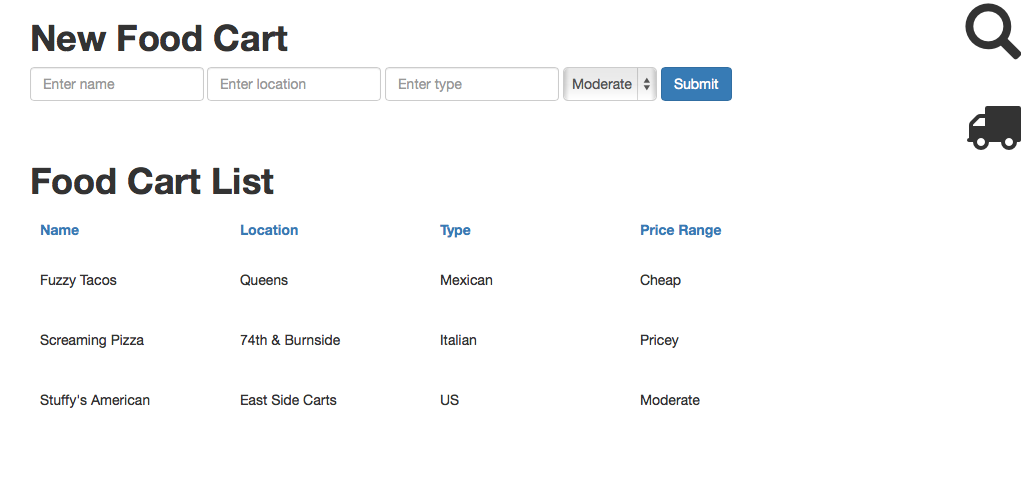 New Food Cart
Enter name Enter location Enter type Moderate Submit
Food Cart List
Name Location Type Price Range
Fuzzy Tacos Queens Mexican Cheap
Screaming Pizza 74th & Burnside Italian Pricey
Stuffy's American East Side Carts US Moderate